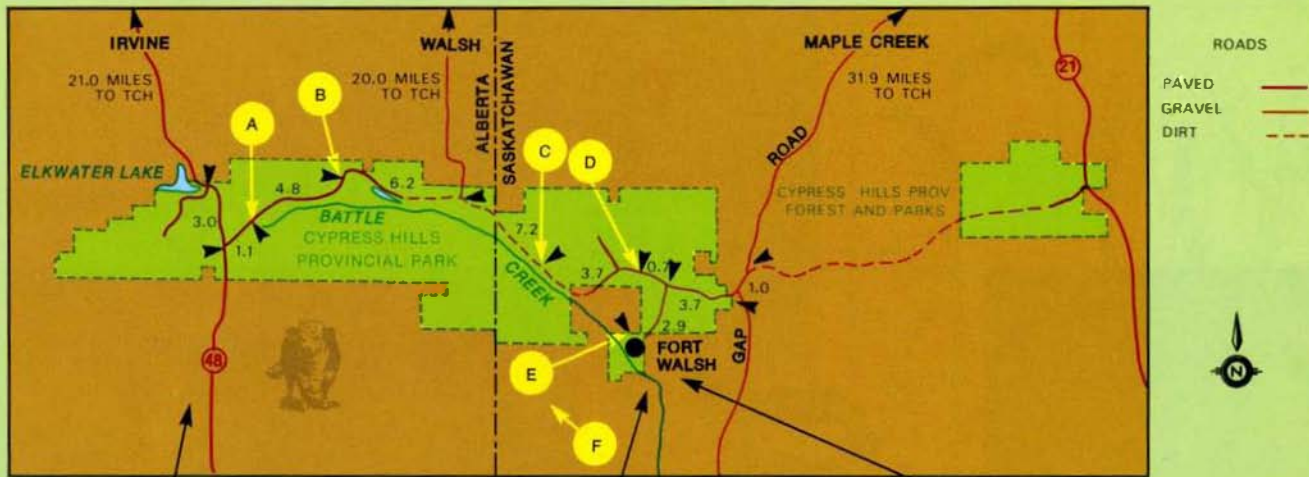 IRVINE
21.0 MILES
TO TCH
WALSH
20.0 MILES
TO TCH
ALBERTA
SASKATCHAWAN
MAPLE CREEK
31.9 MILES
TO TCH
21
ROADS
PAVED
GRAVEL
DIRT
A
B
C
D
ELKWATER LAKE
4.8
6.2
ROAD
CYPRESS HILLS PROV
FOREST AND PARKS
3.0
1.1
BATTLE
CYPRESS HILLS
PROVINCIAL PARK
7.2
CREEK
3.7
0.7
3.7
1.0
2.9
FORT
WALSH
GAP
48
E
F
N